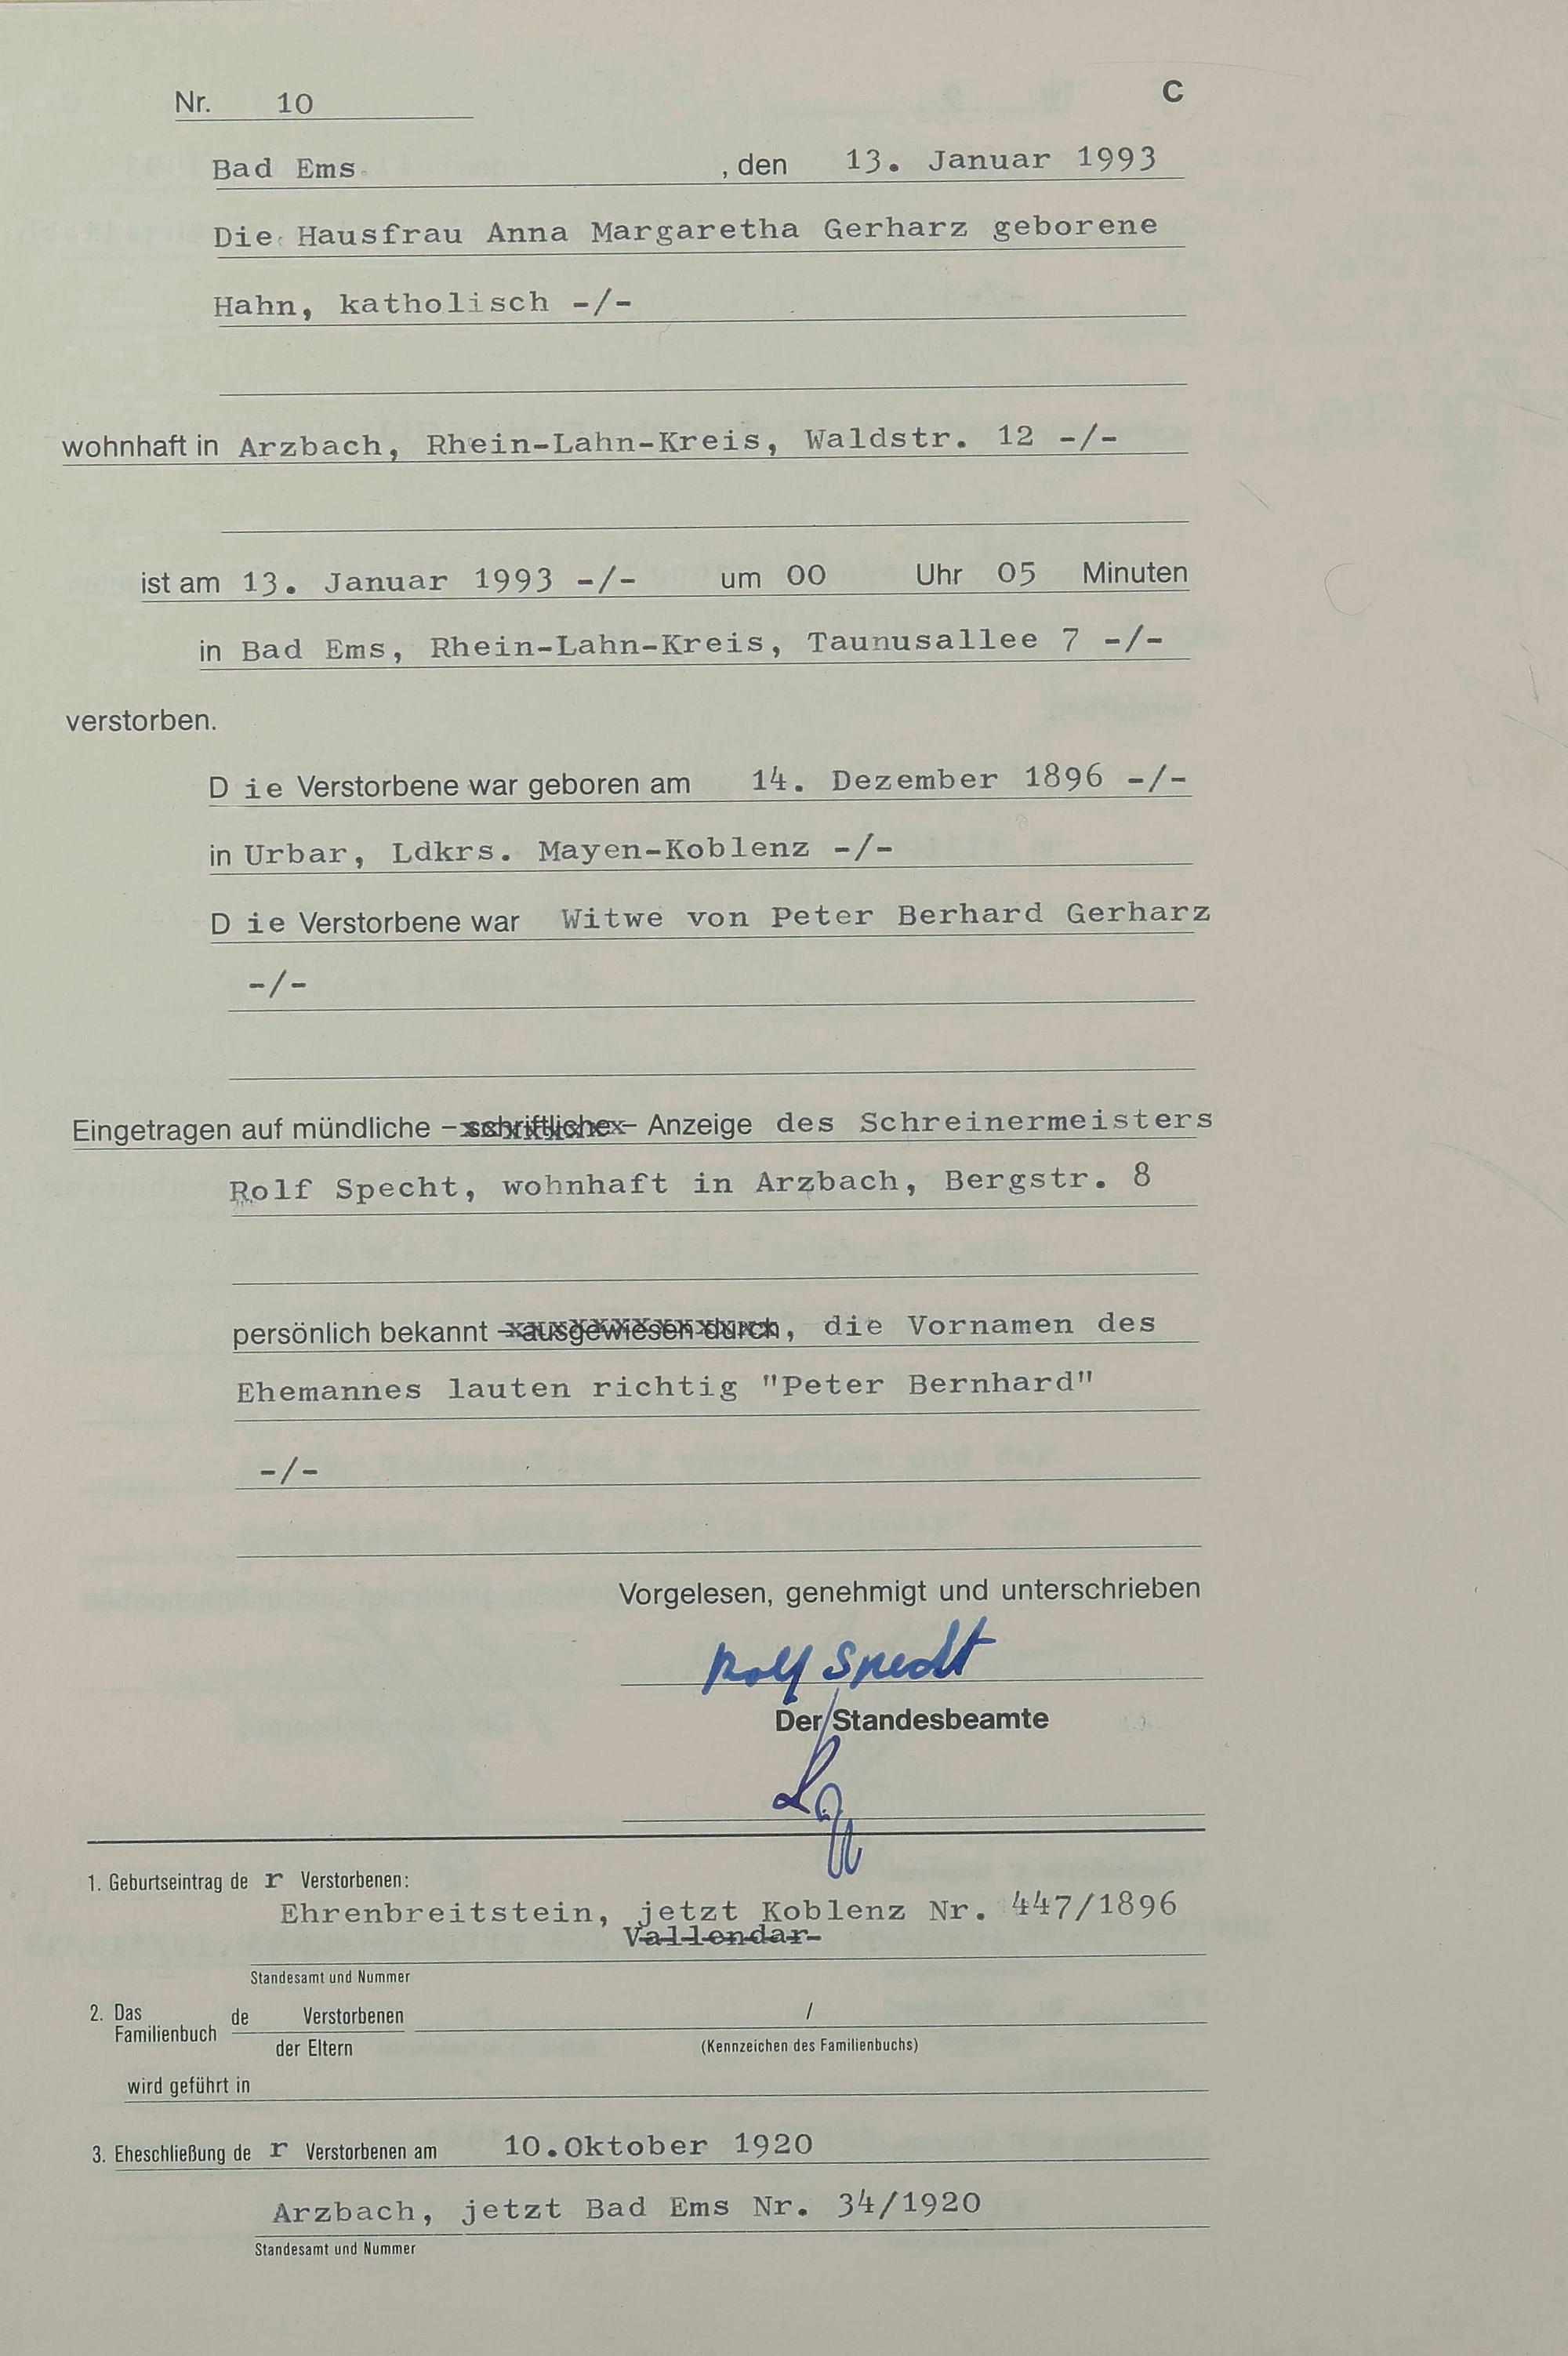 Nr. 10 C
Bad Ems , den 13. Januar 1993
Die Hausfrau Anna Margaretha Gerharz geborene
Hahn, katholisch -/-
wohnhaft in Arzbach, Rhein-Lahn-Kreis, Waldstr. 12 -/-
ist am 13. Januar 1993 -/- um 00 Uhr 05 Minuten
in Bad Ems, Rhein-Lahn-Kreis, Taunusallee 7 -/-
verstorben.
D ie Verstorbene war geboren am 14. Dezember 1896 -/-
in Urbar, Ldkrs. Mayen-Koblenz -/-
D ie Verstorbene war Witwe von Peter Berhard Gerharz
-/-
Eingetragen auf mündliche - schriftliche - Anzeige des Schreinermeisters
Rolf Specht, wohnhaft in Arzbach, Bergstr. 8
persönlich bekannt - ausgewiesen durch, die Vornamen des
Ehemannes lauten richtig "Peter Bernhard"
-/-
Vorgelesen, genehmigt und unterschrieben
Rolf Specht
Der Standesbeamte
1. Geburtseintrag de r Verstorbenen:
Ehrenbreitstein, jetzt Koblenz Nr. 447/1896
Vallendar
Standesamt und Nummer
2. Das de Verstorbenen /
Familienbuch der Eltern (Kennzeichen des Familienbuchs)
wird geführt in
3. Eheschließung de r Verstorbenen am 10.Oktober 1920
Arzbach, jetzt Bad Ems Nr. 34/1920
Standesamt und Nummer